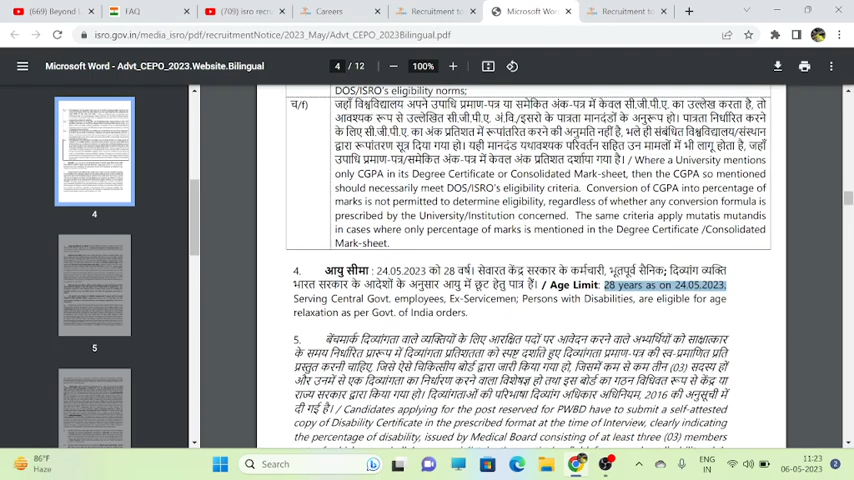 (669) Beyond l
FAQ
(709) isro recru
Careers
Recruitment to
Microsoft Word
Recruitment to
isro.gov.in/media_isro/pdf/recruitmentNotice/2023_May/Advt_CEPO_2023Bilingual.pdf
Microsoft Word - Advt_CEPO_2023.Website.Bilingual
4 / 12
100%
DOS/ISRO's eligibility norms;
च/f)
जहाँ विश्वविद्यालय अपने उपाधि प्रमाण-पत्र या समेकित अंक-पत्र में केवल सी.जी.पी.ए. का उल्लेख करता है, तो
आवश्यक रूप से उल्लेखित सी.जी.पी.ए. अं.वि/इसरो के पात्रता मानदंडों के अनुरूप हो। पात्रता निर्धारित करने
के लिए सी.जी.पी.ए. का अंक प्रतिशत में रूपांतरित करने की अनुमति नहीं है, भले ही संबंधित विश्वविद्यालय/संस्थान
द्वारा रूपांतरण सूत्र दिया गया हो। यही मानदंड यथावश्यक परिवर्तन सहित उन मामलों में भी लागू होता है, जहाँ
उपाधि प्रमाण-पत्र/समेकित अंक-पत्र में केवल अंक प्रतिशत दर्शाया गया है। / Where a University mentions
only CGPA in its Degree Certificate or Consolidated Mark-sheet, then the CGPA so mentioned
should necessarily meet DOS/ISRO's eligibility criteria. Conversion of CGPA into percentage of
marks is not permitted to determine eligibility, regardless of whether any conversion formula is
prescribed by the University/Institution concerned. The same criteria apply mutatis mutandis
in cases where only percentage of marks is mentioned in the Degree Certificate /Consolidated
Mark-sheet.
4. आयु सीमा : 24.05.2023 को 28 वर्ष। सेवारत केंद्र सरकार के कर्मचारी, भूतपूर्व सैनिक; दिव्यांग व्यक्ति
भारत सरकार के आदेशों के अनुसार आयु में छूट हेतु पात्र हैं। / Age Limit: 28 years as on 24.05.2023.
Serving Central Govt. employees, Ex-Servicemen; Persons with Disabilities, are eligible for age
relaxation as per Govt. of India orders.
5. बेंचमार्क दिव्यांगता वाले व्यक्तियों के लिए आरक्षित पदों पर आवेदन करने वाले अभ्यर्थियों को साक्षात्कार
के समय निर्धारित प्रारूप में दिव्यांगता प्रतिशतता को स्पष्ट दर्शाते हुए दिव्यांगता प्रमाण-पत्र की स्व-प्रमाणित प्रति
प्रस्तुत करनी चाहिए, जिसे ऐसे चिकित्सीय बोर्ड द्वारा जारी किया गया हो, जिसमें कम से कम तीन (03) सदस्य हों
और उनमें से एक दिव्यांगता का निर्धारण करने वाला विशेषज्ञ हो तथा इस बोर्ड का गठन विधिवत रूप से केंद्र या
राज्य सरकार द्वारा किया गया हो। दिव्यांगताओं की परिभाषा दिव्यांग अधिकार अधिनियम, 2016 की अनुसूची में
दी गई है। / Candidates applying for the post reserved for PWBD have to submit a self-attested
copy of Disability Certificate in the prescribed format at the time of Interview, clearly indicating
the percentage of disability, issued by Medical Board consisting of at least three (03) members
4
5
86°F
Haze
Search
ENG
IN
11:23
06-05-2023
2